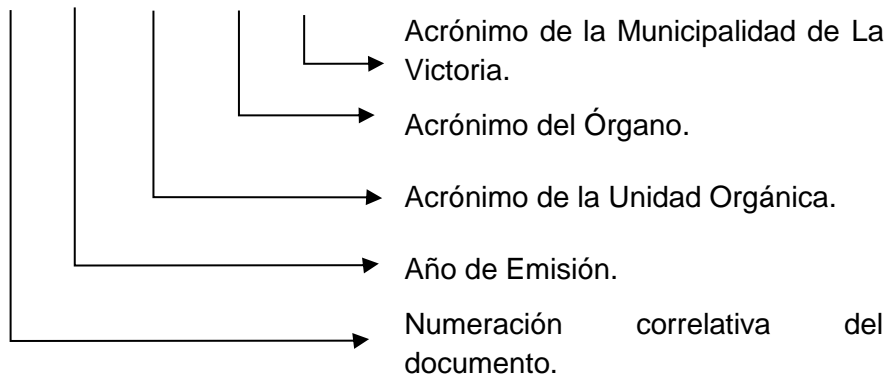 Acrónimo de la Municipalidad de La
Victoria.
Acrónimo del Órgano.
Acrónimo de la Unidad Orgánica.
Año de Emisión.
Numeración correlativa del
documento.